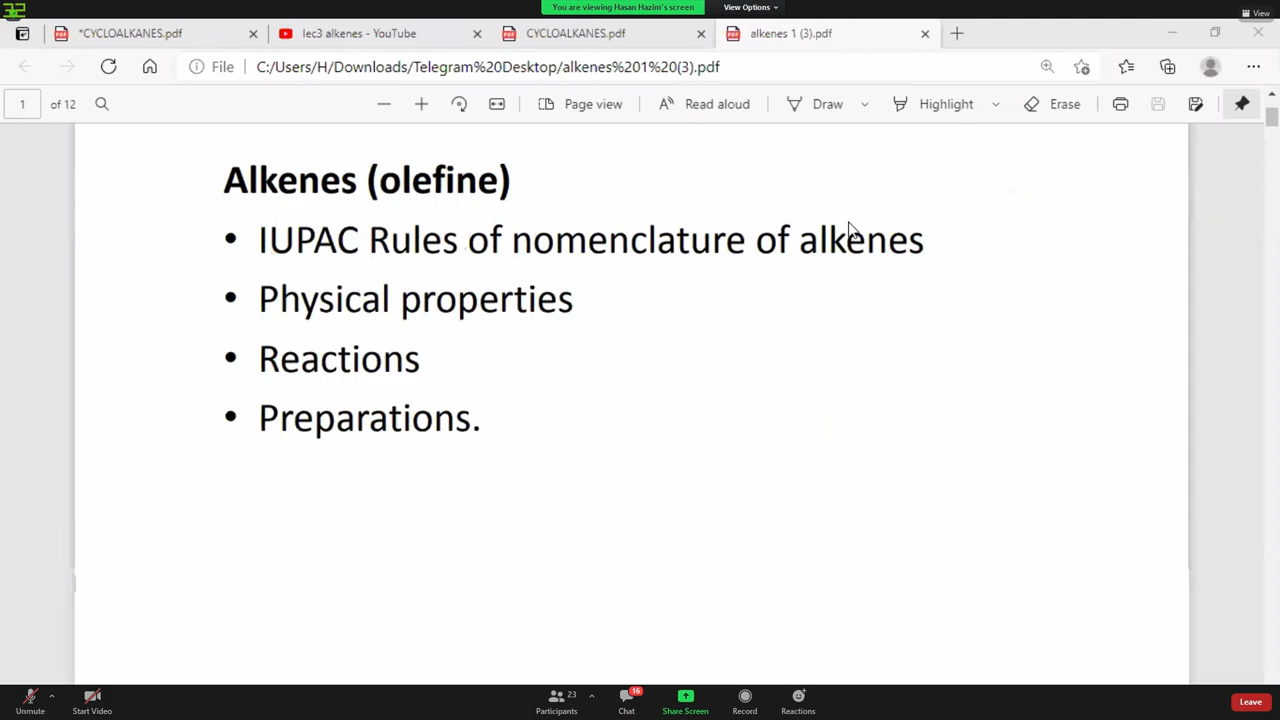 32
You are viewing Hasan Hazim's screen
View Options
View
*CYCLOALKANES.pdf
lec3 alkenes - YouTube
CYCLOALKANES.pdf
alkenes 1 (3).pdf
File
C:/Users/H/Downloads/Telegram%20Desktop/alkenes%201%20(3).pdf
1 of 12
Page view
Read aloud
Draw
Highlight
Erase
Alkenes (olefine)
• IUPAC Rules of nomenclature of alkenes
• Physical properties
• Reactions
• Preparations.
Unmute
Start Video
23
Participants
16
Chat
Share Screen
Record
Reactions
Leave